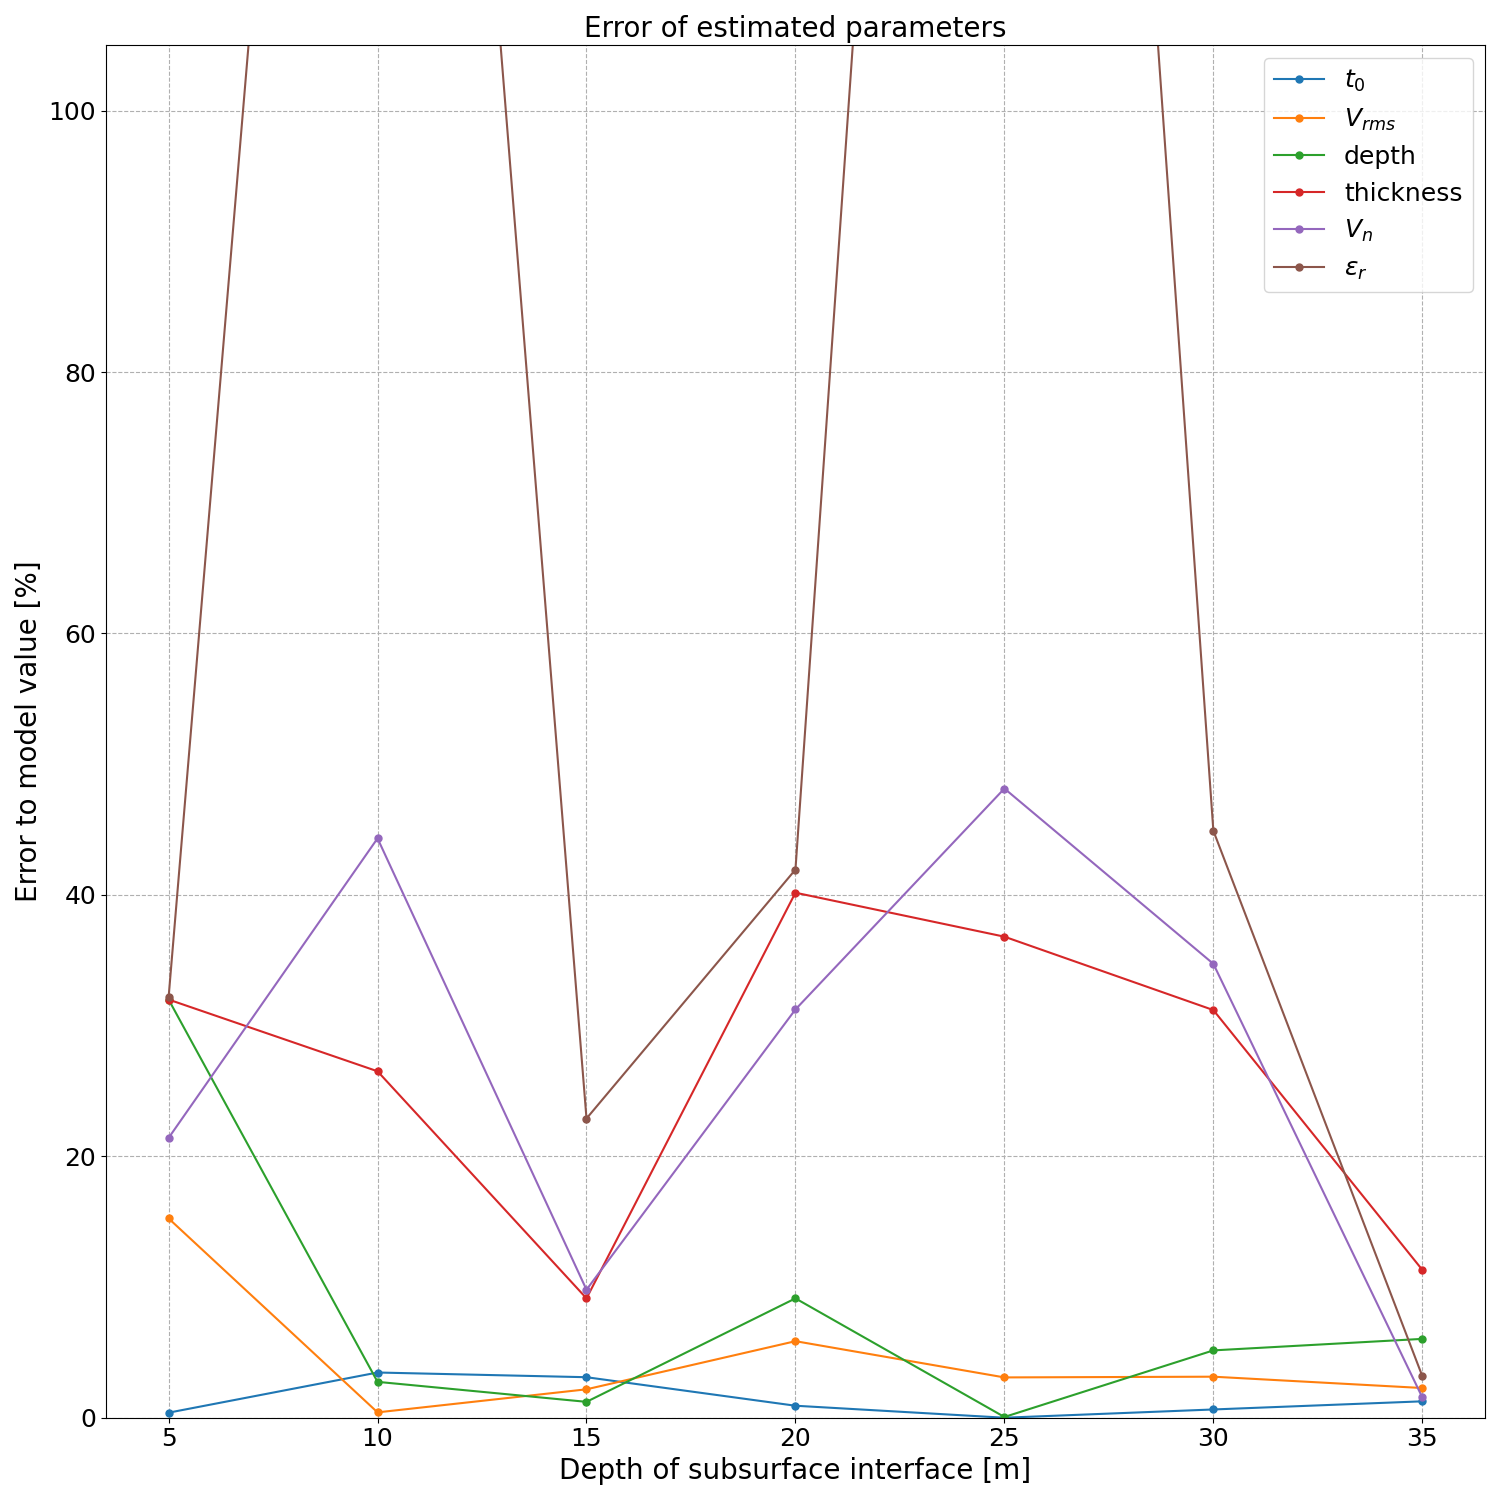 Error of estimated parameters
Error to model value [%]
100
80
60
40
20
0
t₀
Vᵣₘₛ
depth
thickness
Vₙ
εᵣ
5 10 15 20 25 30 35
Depth of subsurface interface [m]